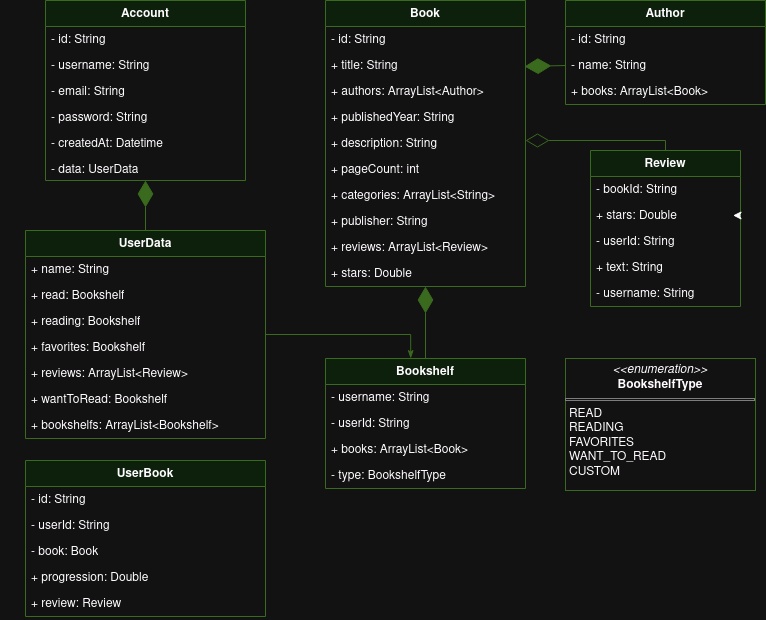 Account
- id: String
- username: String
- email: String
- password: String
- createdAt: Datetime
- data: UserData
Book
- id: String
+ title: String
+ authors: ArrayList<Author>
+ publishedYear: String
+ description: String
+ pageCount: int
+ categories: ArrayList<String>
+ publisher: String
+ reviews: ArrayList<Review>
+ stars: Double
Author
- id: String
- name: String
+ books: ArrayList<Book>
Review
- bookId: String
+ stars: Double
- userId: String
+ text: String
- username: String
UserData
+ name: String
+ read: Bookshelf
+ reading: Bookshelf
+ favorites: Bookshelf
+ reviews: ArrayList<Review>
+ wantToRead: Bookshelf
+ bookshelfs: ArrayList<Bookshelf>
Bookshelf
- username: String
- userId: String
+ books: ArrayList<Book>
- type: BookshelfType
<<enumeration>>
BookshelfType
READ
READING
FAVORITES
WANT_TO_READ
CUSTOM
UserBook
- id: String
- userId: String
- book: Book
+ progression: Double
+ review: Review